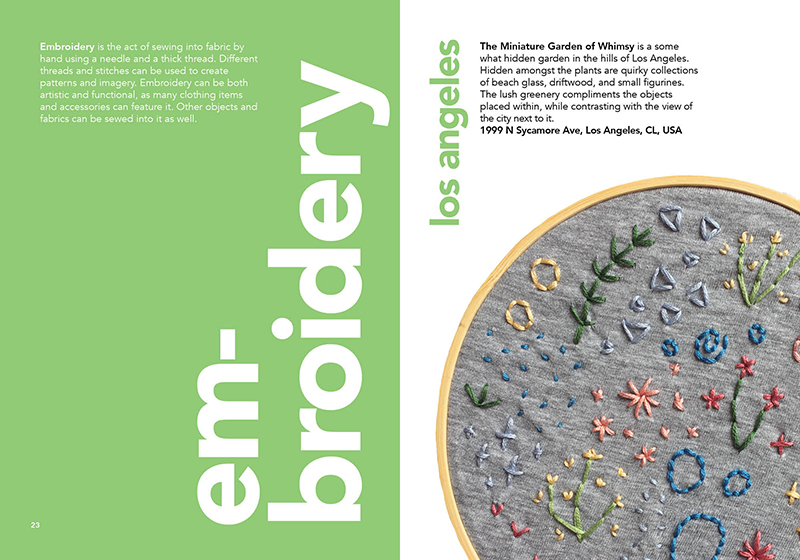 Embroidery is the act of sewing into fabric by
hand using a needle and a thick thread. Different
threads and stitches can be used to create
patterns and imagery. Embroidery can be both
artistic and functional, as many clothing items
and accessories can feature it. Other objects and
fabrics can be sewed into it as well.
em-
broidery
23
los angeles
The Miniature Garden of Whimsy is a some
what hidden garden in the hills of Los Angeles.
Hidden amongst the plants are quirky collections
of beach glass, driftwood, and small figurines.
The lush greenery compliments the objects
placed within, while contrasting with the view of
the city next to it.
1999 N Sycamore Ave, Los Angeles, CL, USA